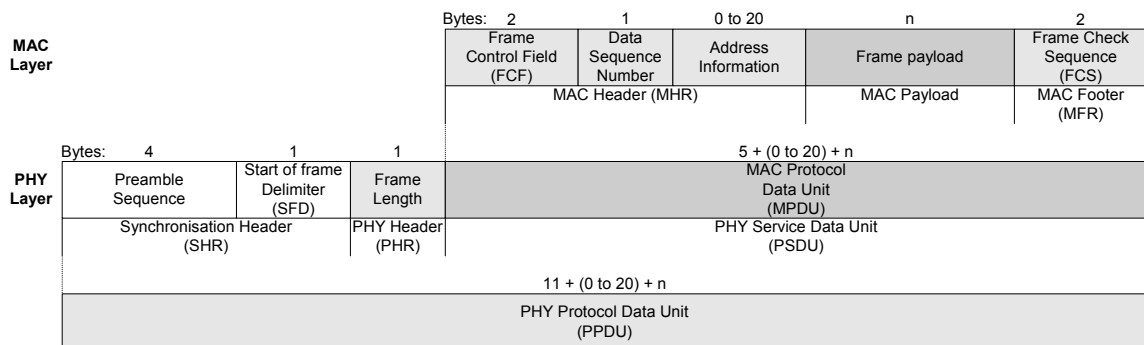 Bytes: 2 1 0 to 20 n 2
MAC
Layer
Frame
Control Field
(FCF)
Data
Sequence
Number
Address
Information
Frame payload
Frame Check
Sequence
(FCS)
MAC Header (MHR)
MAC Payload
MAC Footer
(MFR)
Bytes: 4 1 1 5 + (0 to 20) + n
PHY
Layer
Preamble
Sequence
Start of frame
Delimiter
(SFD)
Frame
Length
MAC Protocol
Data Unit
(MPDU)
Synchronisation Header
(SHR)
PHY Header
(PHR)
PHY Service Data Unit
(PSDU)
11 + (0 to 20) + n
PHY Protocol Data Unit
(PPDU)